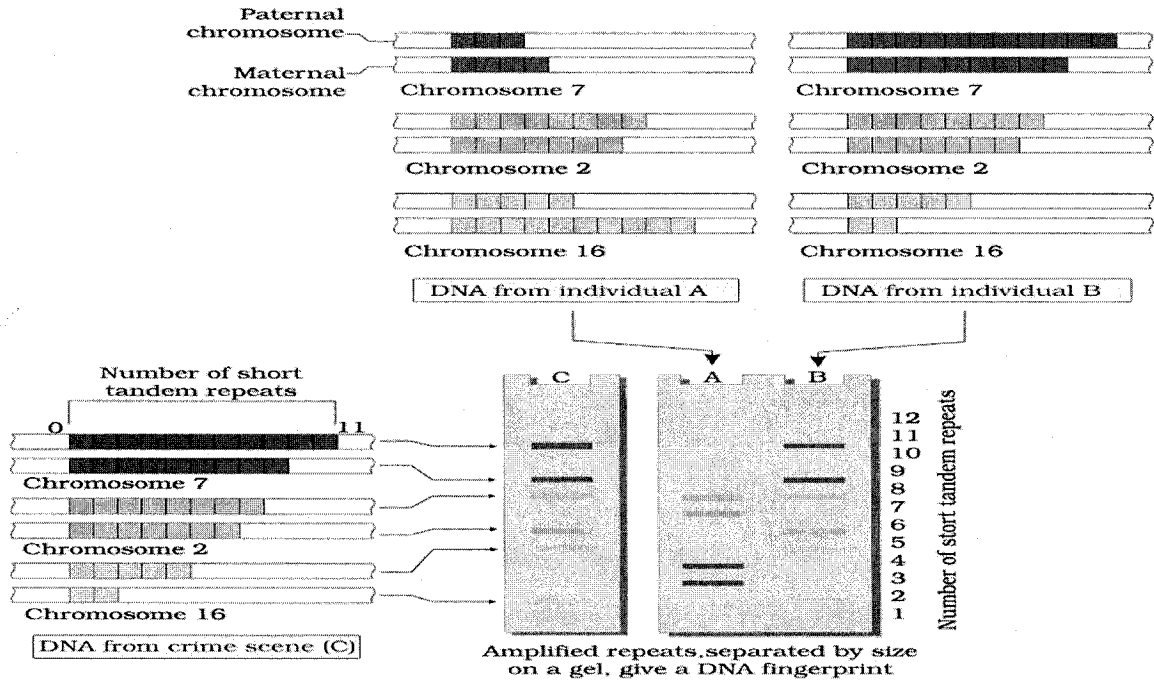 Paternal
chromosome
Maternal
chromosome
Chromosome 7
Chromosome 7
Chromosome 2
Chromosome 2
Chromosome 16
Chromosome 16
DNA from individual A
DNA from individual B
Number of short
tandem repeats
0
11
Chromosome 7
Chromosome 2
Chromosome 16
DNA from crime scene (C)
C
A
B
12
11
10
9
8
7
6
5
4
3
2
1
Number of stort tandem repeats
Amplified repeats,separated by size
on a gel, give a DNA fingerprint